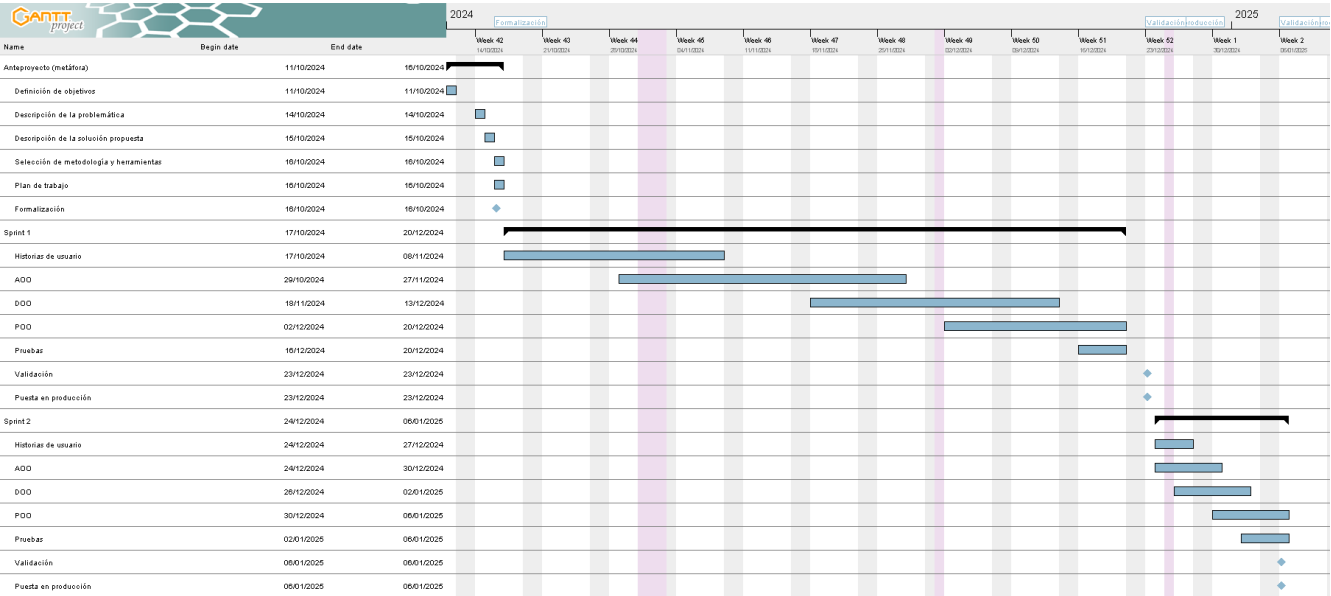 GANTT project
2024
2025
Formalización
Validación roducción
Validación
Name Begin date End date
Week 42 Week 43 Week 44 Week 45 Week 46 Week 47 Week 48 Week 49 Week 50 Week 51 Week 52 Week 1 Week 2
14/10/2024 21/10/2024 28/10/2024 04/11/2024 11/11/2024 18/11/2024 25/11/2024 02/12/2024 09/12/2024 16/12/2024 23/12/2024 30/12/2024 06/01/2025
Anteproyecto (metáfora) 11/10/2024 16/10/2024
Definición de objetivos 11/10/2024 11/10/2024
Descripción de la problemática 14/10/2024 14/10/2024
Descripción de la solución propuesta 15/10/2024 15/10/2024
Selección de metodología y herramientas 16/10/2024 16/10/2024
Plan de trabajo 16/10/2024 16/10/2024
Formalización 16/10/2024 16/10/2024
Sprint 1 17/10/2024 20/12/2024
Historias de usuario 17/10/2024 08/11/2024
AOO 29/10/2024 27/11/2024
DOO 18/11/2024 13/12/2024
POO 02/12/2024 20/12/2024
Pruebas 16/12/2024 20/12/2024
Validación 23/12/2024 23/12/2024
Puesta en producción 23/12/2024 23/12/2024
Sprint 2 24/12/2024 06/01/2025
Historias de usuario 24/12/2024 27/12/2024
AOO 24/12/2024 30/12/2024
DOO 26/12/2024 02/01/2025
POO 30/12/2024 06/01/2025
Pruebas 02/01/2025 06/01/2025
Validación 06/01/2025 06/01/2025
Puesta en producción 06/01/2025 06/01/2025